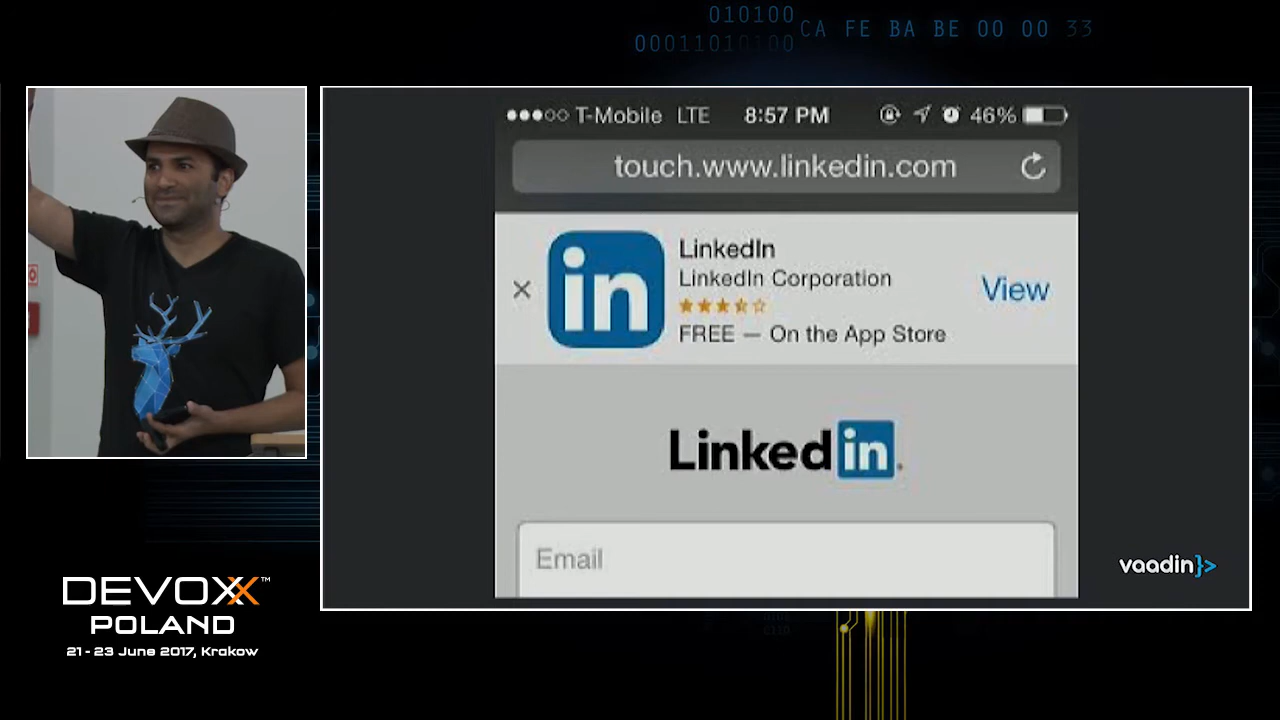 010100
00011010100
CA FE BA BE 00 00 33
T-Mobile LTE 8:57 PM 46%
touch.www.linkedin.com
in
LinkedIn
LinkedIn Corporation
View
FREE — On the App Store
Linkedin.
Email
vaadin}>
DEVOXX™
POLAND
21 - 23 June 2017, Krakow